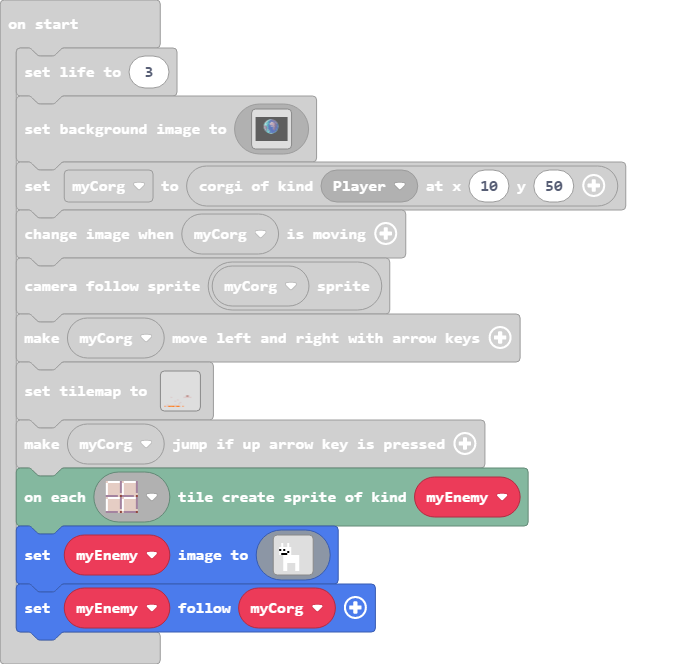 on start
set life to 3
set background image to
set myCorg to corgi of kind Player at x 10 y 50
change image when myCorg is moving
camera follow sprite myCorg sprite
make myCorg move left and right with arrow keys
set tilemap to
make myCorg jump if up arrow key is pressed
on each tile create sprite of kind myEnemy
set myEnemy image to
set myEnemy follow myCorg